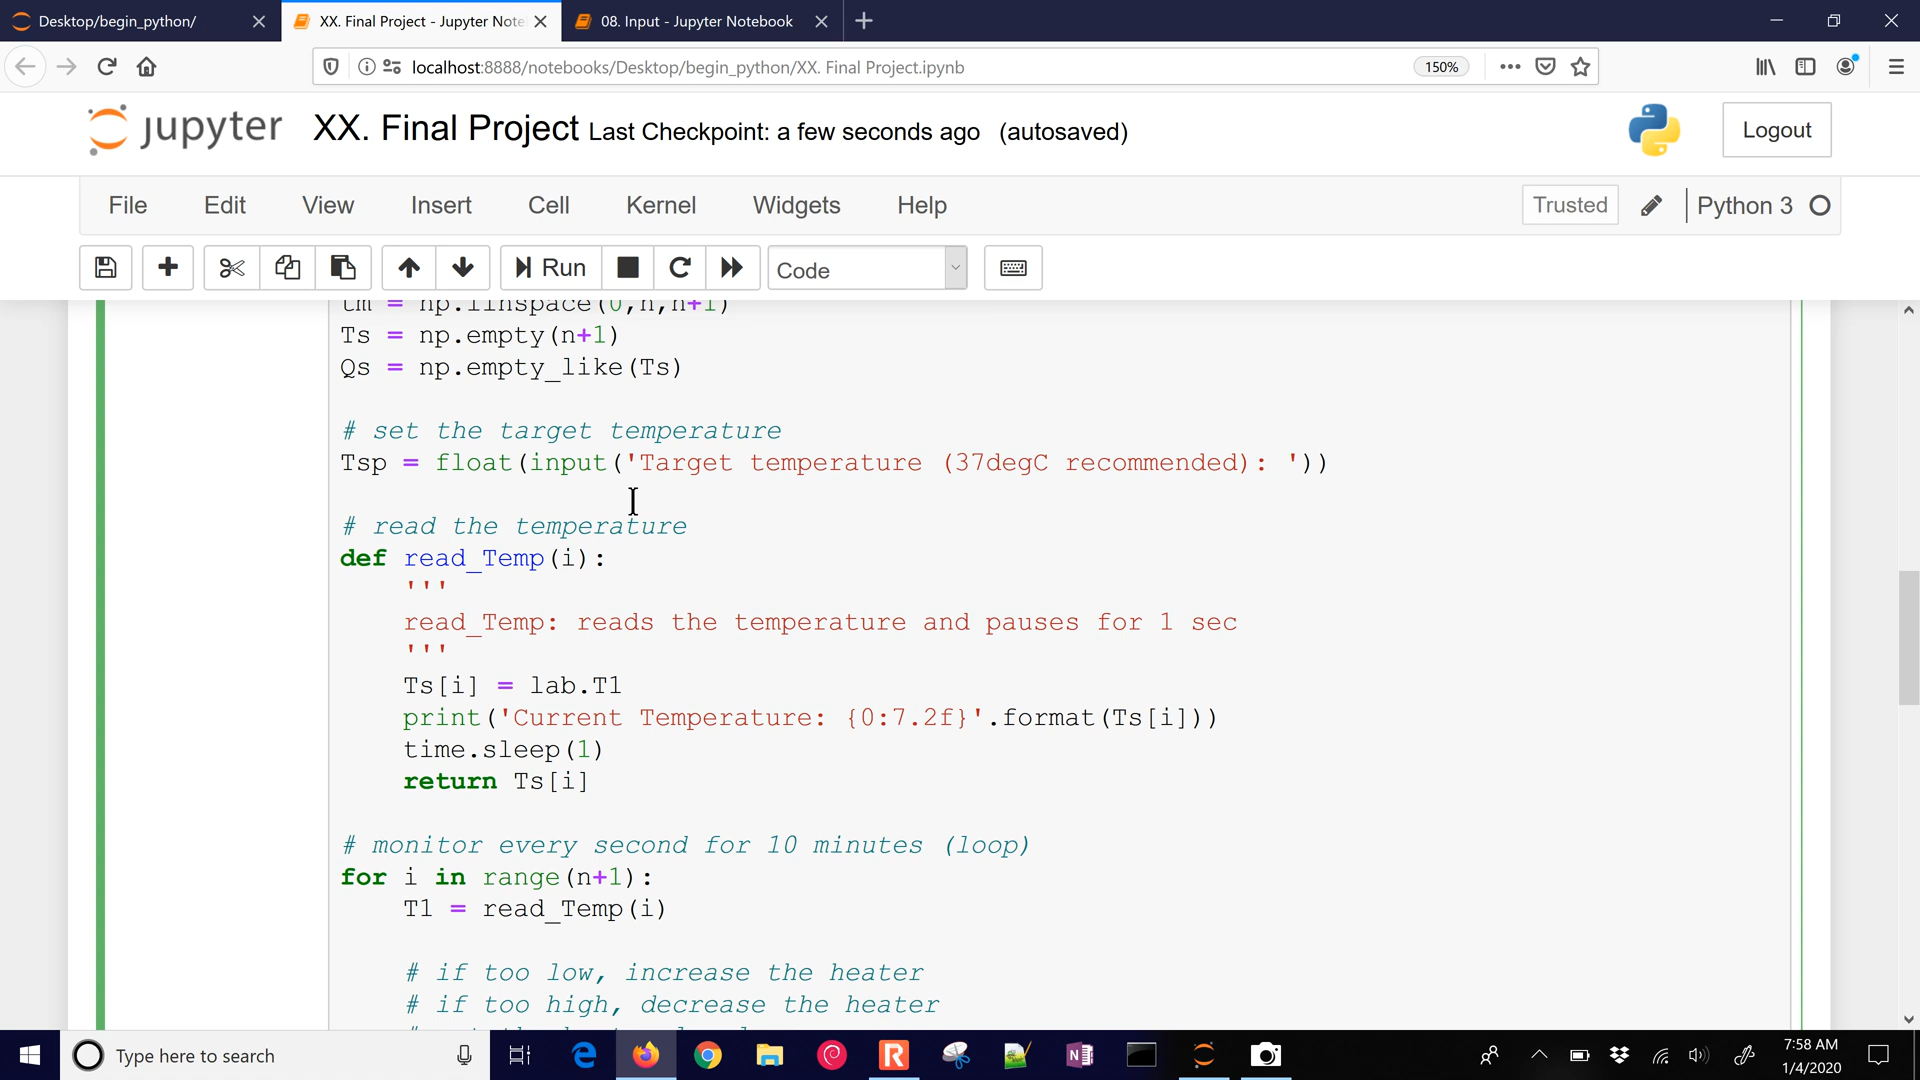 Desktop/begin_python/
XX. Final Project - Jupyter Note
08. Input - Jupyter Notebook
localhost:8888/notebooks/Desktop/begin_python/XX. Final Project.ipynb
150%
jupyter
XX. Final Project Last Checkpoint: a few seconds ago (autosaved)
Logout
File Edit View Insert Cell Kernel Widgets Help
Trusted
Python 3
Run
Code
tm = np.linspace(0,n,n+1)
Ts = np.empty(n+1)
Qs = np.empty_like(Ts)
# set the target temperature
Tsp = float(input('Target temperature (37degC recommended): '))
# read the temperature
def read_Temp(i):
'''
read_Temp: reads the temperature and pauses for 1 sec
'''
Ts[i] = lab.T1
print('Current Temperature: {0:7.2f}'.format(Ts[i]))
time.sleep(1)
return Ts[i]
# monitor every second for 10 minutes (loop)
for i in range(n+1):
T1 = read_Temp(i)
# if too low, increase the heater
# if too high, decrease the heater
Type here to search
7:58 AM
1/4/2020